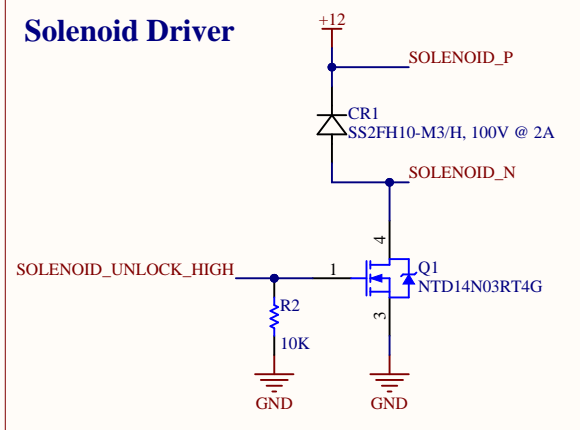 Solenoid Driver
+12
SOLENOID_P
CR1
SS2FH10-M3/H, 100V @ 2A
SOLENOID_N
4
SOLENOID_UNLOCK_HIGH
1
Q1
NTD14N03RT4G
R2
3
10K
GND
GND